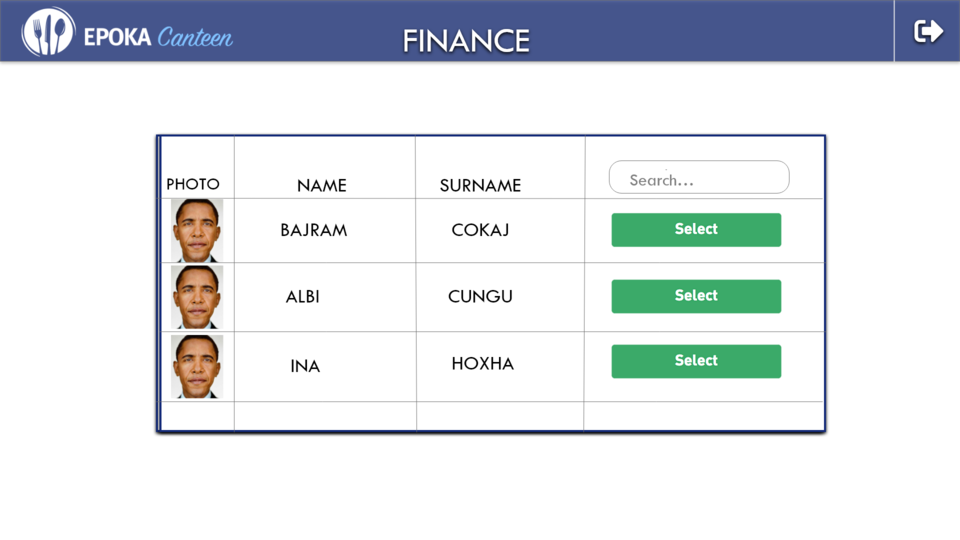 EPOKA Canteen
FINANCE
PHOTO NAME SURNAME Search...
BAJRAM COKAJ Select
ALBI CUNGU Select
INA HOXHA Select